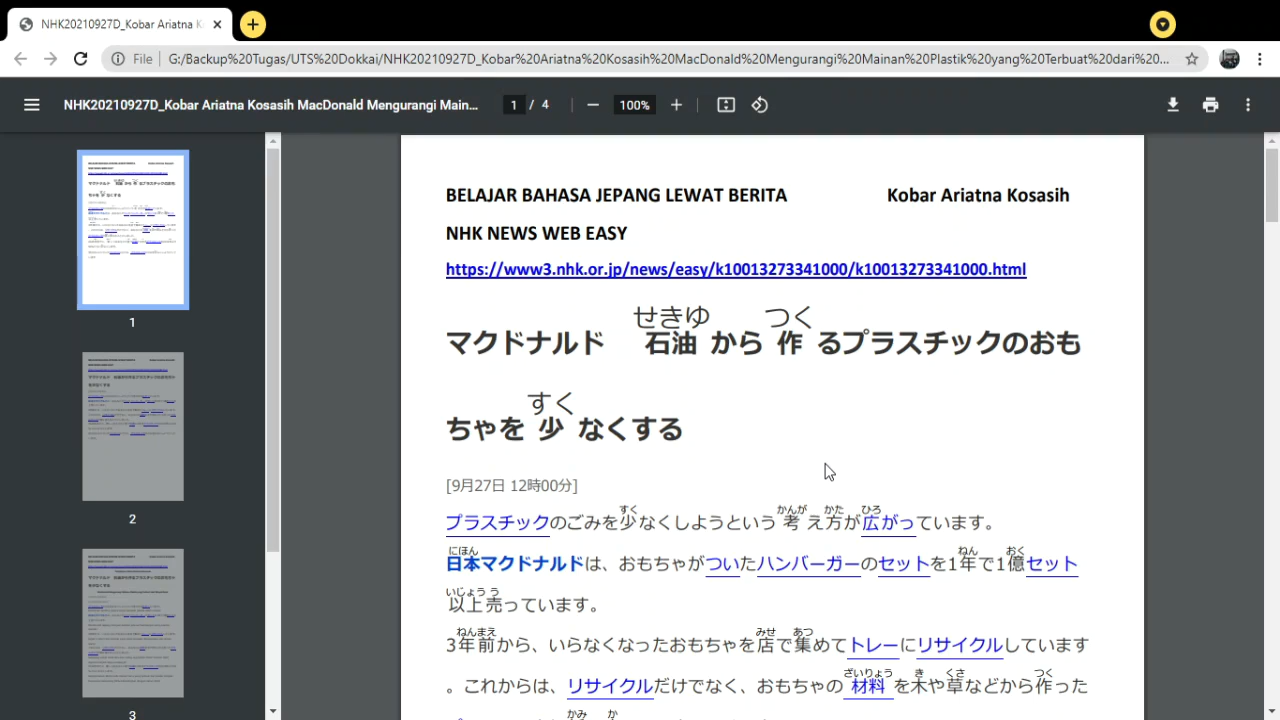 NHK20210927D_Kobar Ariatna K
File
G:/Backup%20Tugas/UTS%20Dokkai/NHK20210927D_Kobar%20Ariatna%20Kosasih%20MacDonald%20Mengurangi%20Mainan%20Plastik%20yang%20Terbuat%20dari%20...
NHK20210927D_Kobar Ariatna Kosasih MacDonald Mengurangi Main...
1 / 4
100%
1
2
3
BELAJAR BAHASA JEPANG LEWAT BERITA Kobar Ariatna Kosasih
NHK NEWS WEB EASY
https://www3.nhk.or.jp/news/easy/k10013273341000/k10013273341000.html
せきゆ つく
マクドナルド 石油 から 作 るプラスチックのおも
すく
ちゃを 少 なくする
[9月27日 12時00分]
すく かんが かた ひろ
プラスチックのごみを少なくしようという考え方が広がっています。
にほん ねん おく
日本マクドナルドは、おもちゃがついたハンバーガーのセットを1年で1億セット
いじょう う
以上売っています。
ねんまえ みせ あつ
3年前から、いらなくなったおもちゃを店で集めてトレーにリサイクルしています
ざいりょう き くさ つく
。これからは、リサイクルだけでなく、おもちゃの材料を木や草などから作った
かみ か